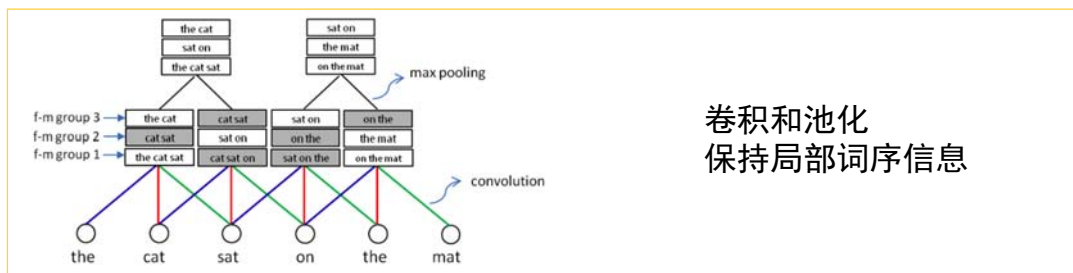 the cat
sat on
the cat sat
sat on
the mat
on the mat
max pooling
f-m group 3
the cat
cat sat
sat on
on the
f-m group 2
cat sat
sat on
on the
the mat
f-m group 1
the cat sat
cat sat on
sat on the
on the mat
convolution
the cat sat on the mat
卷积和池化
保持局部词序信息